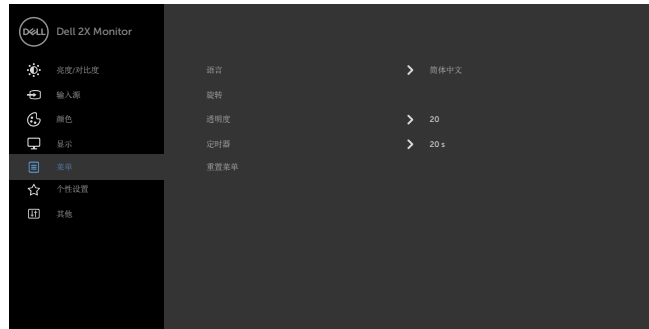 DELL Dell 2X Monitor
亮度/对比度 语言 简体中文
输入源 旋转
颜色 透明度 20
显示 定时器 20 s
菜单 重置菜单
个性设置
其他